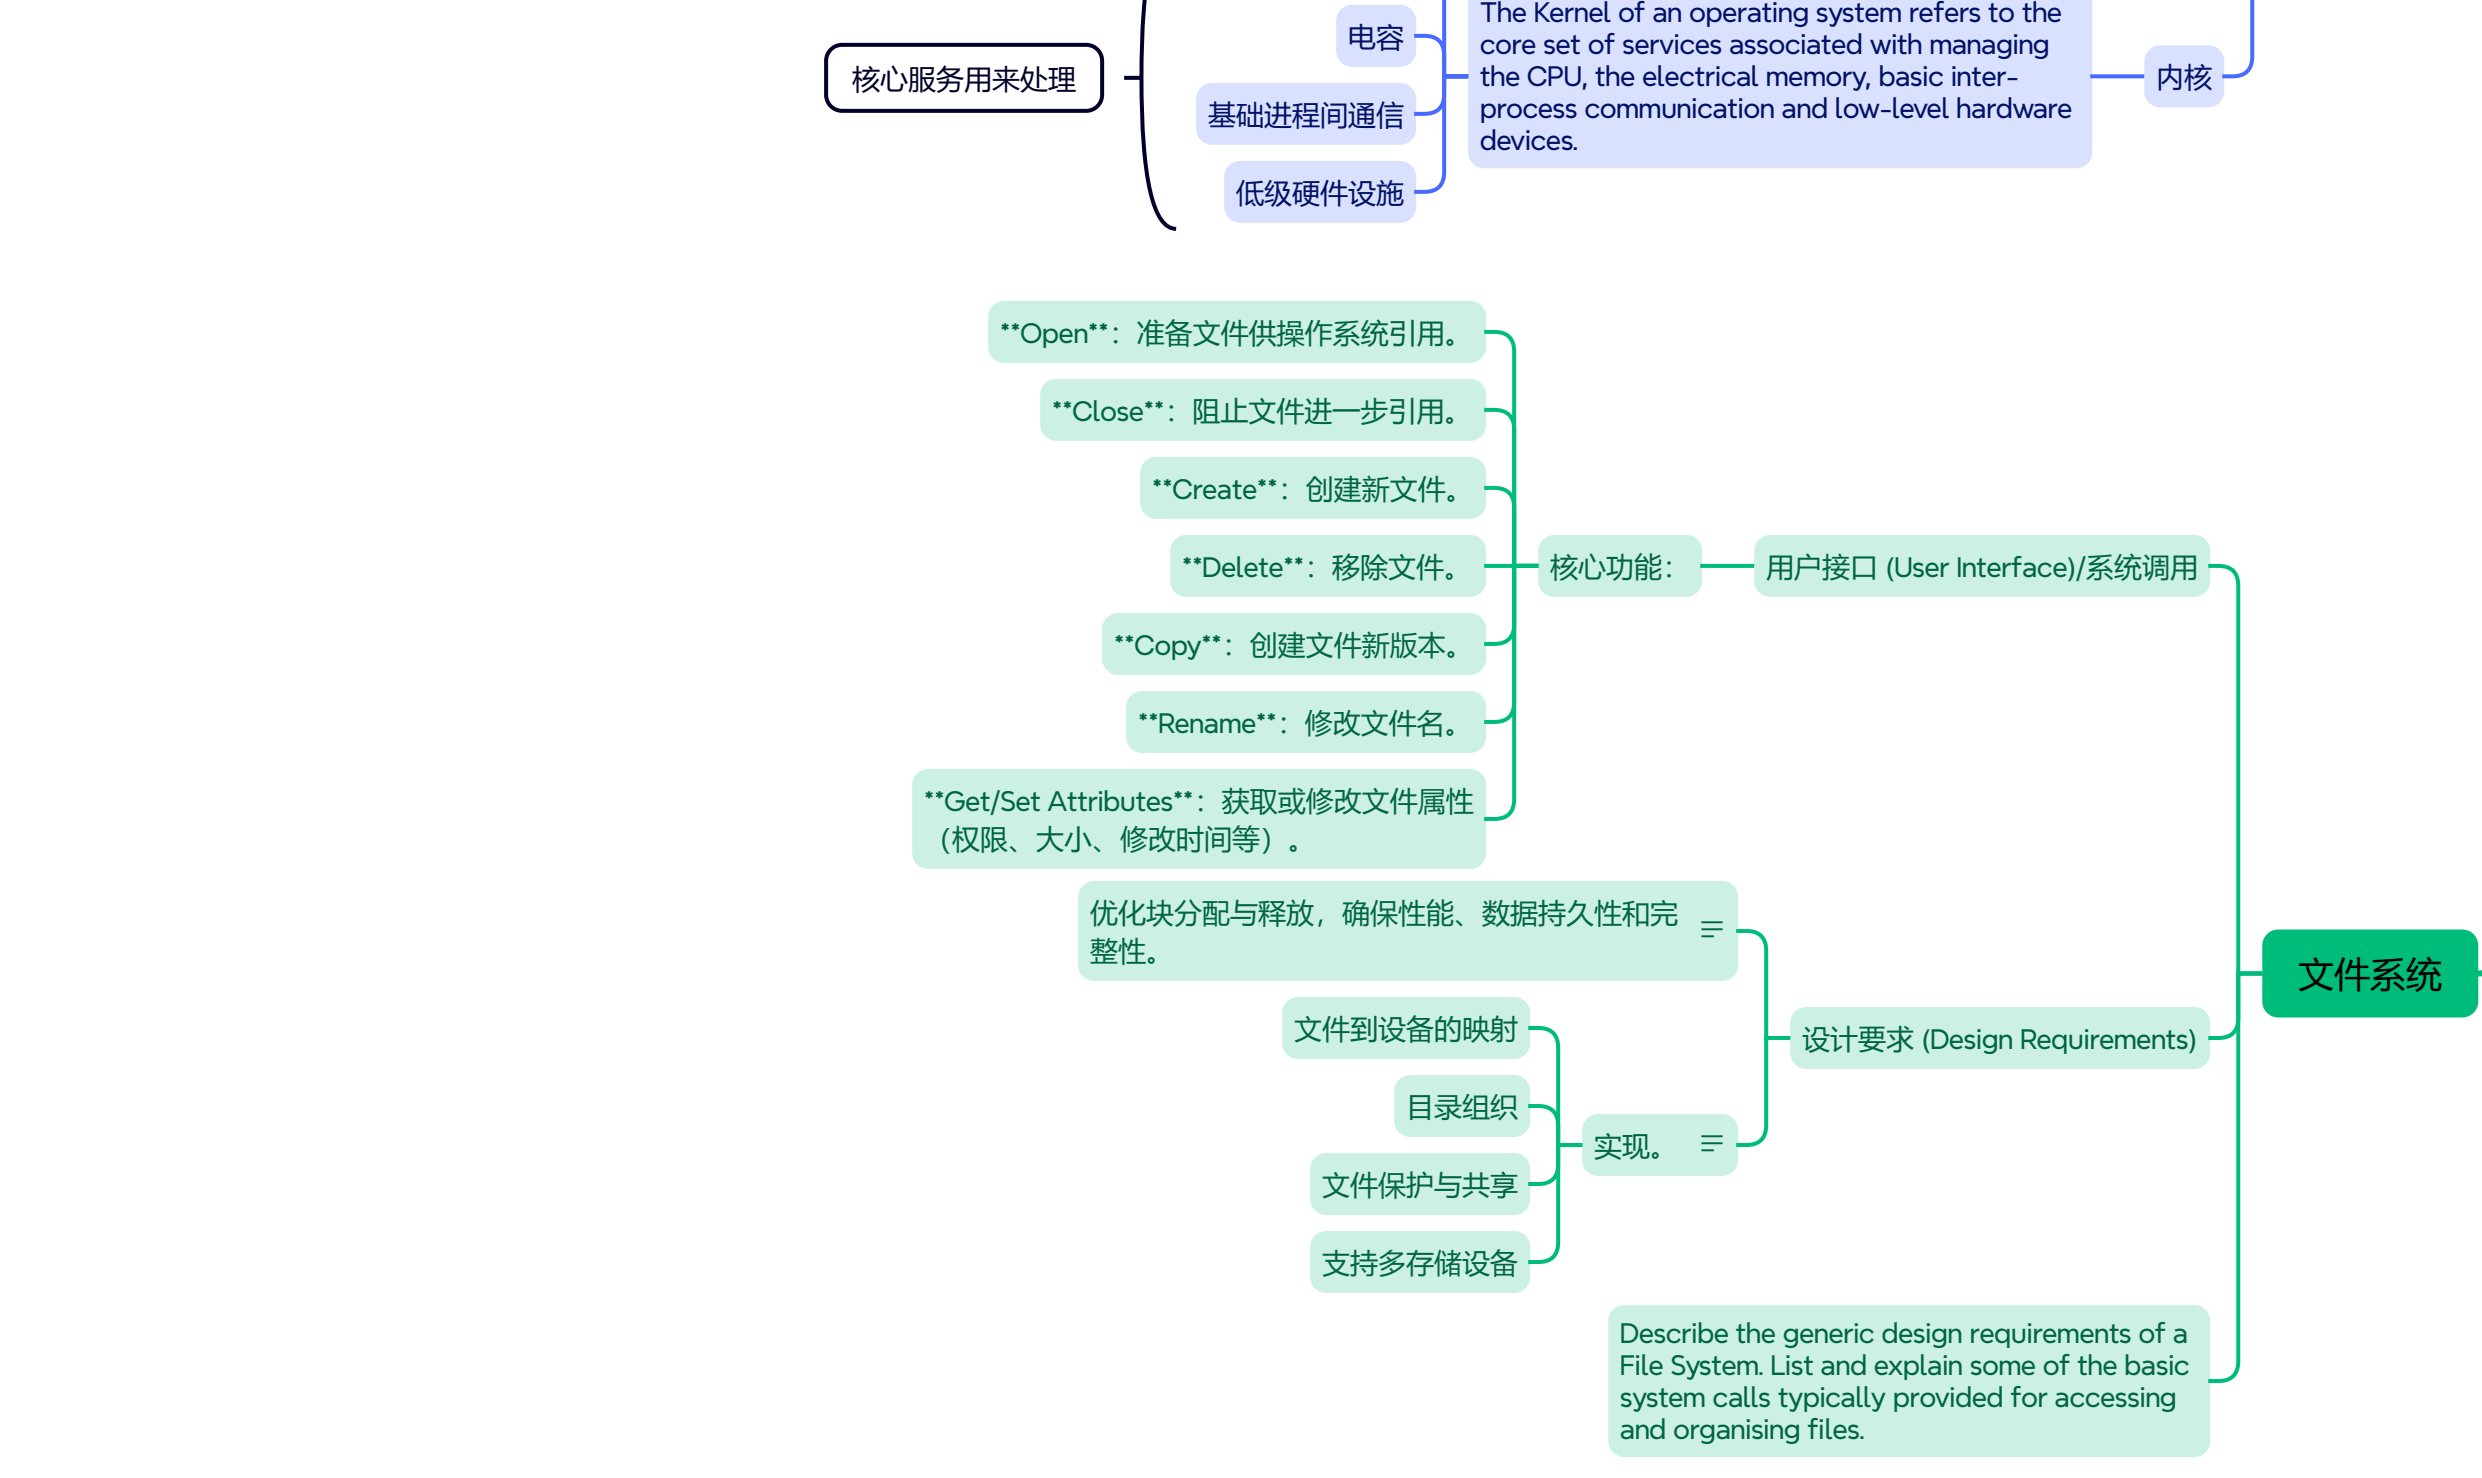 The Kernel of an operating system refers to the
core set of services associated with managing
the CPU, the electrical memory, basic inter-
process communication and low-level hardware
devices.
电容
核心服务用来处理
内核
基础进程间通信
低级硬件设施
**Open**：准备文件供操作系统引用。
**Close**：阻止文件进一步引用。
**Create**：创建新文件。
**Delete**：移除文件。
核心功能：
用户接口 (User Interface)/系统调用
**Copy**：创建文件新版本。
**Rename**：修改文件名。
**Get/Set Attributes**：获取或修改文件属性
（权限、大小、修改时间等）。
优化块分配与释放，确保性能、数据持久性和完
整性。
文件系统
文件到设备的映射
设计要求 (Design Requirements)
目录组织
实现。
文件保护与共享
支持多存储设备
Describe the generic design requirements of a
File System. List and explain some of the basic
system calls typically provided for accessing
and organising files.